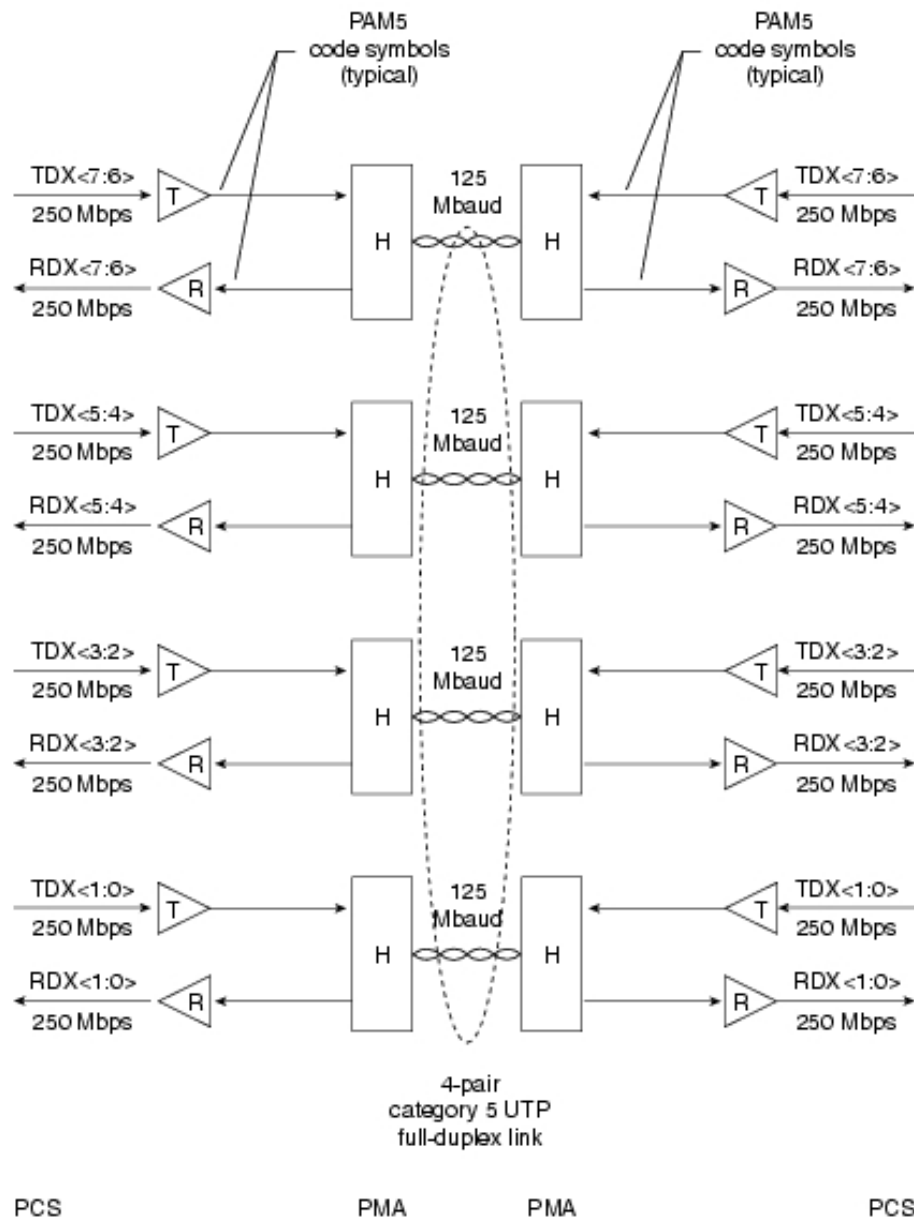 PAM5
code symbols
(typical)
PAM5
code symbols
(typical)
TDX<7:6>
250 Mbps
T
H
125
Mbaud
H
T
TDX<7:6>
250 Mbps
RDX<7:6>
250 Mbps
R
R
RDX<7:6>
250 Mbps
TDX<5:4>
250 Mbps
T
H
125
Mbaud
H
T
TDX<5:4>
250 Mbps
RDX<5:4>
250 Mbps
R
R
RDX<5:4>
250 Mbps
TDX<3:2>
250 Mbps
T
H
125
Mbaud
H
T
TDX<3:2>
250 Mbps
RDX<3:2>
250 Mbps
R
R
RDX<3:2>
250 Mbps
TDX<1:0>
250 Mbps
T
H
125
Mbaud
H
T
TDX<1:0>
250 Mbps
RDX<1:0>
250 Mbps
R
R
RDX<1:0>
250 Mbps
4-pair
category 5 UTP
full-duplex link
PCS
PMA
PMA
PCS